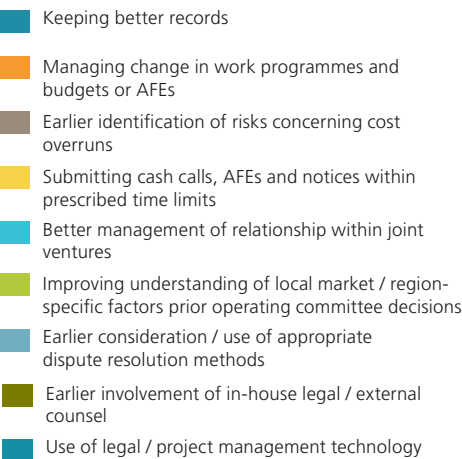 Keeping better records
Managing change in work programmes and
budgets or AFEs
Earlier identification of risks concerning cost
overruns
Submitting cash calls, AFEs and notices within
prescribed time limits
Better management of relationship within joint
ventures
Improving understanding of local market / region-
specific factors prior operating committee decisions
Earlier consideration / use of appropriate
dispute resolution methods
Earlier involvement of in-house legal / external
counsel
Use of legal / project management technology